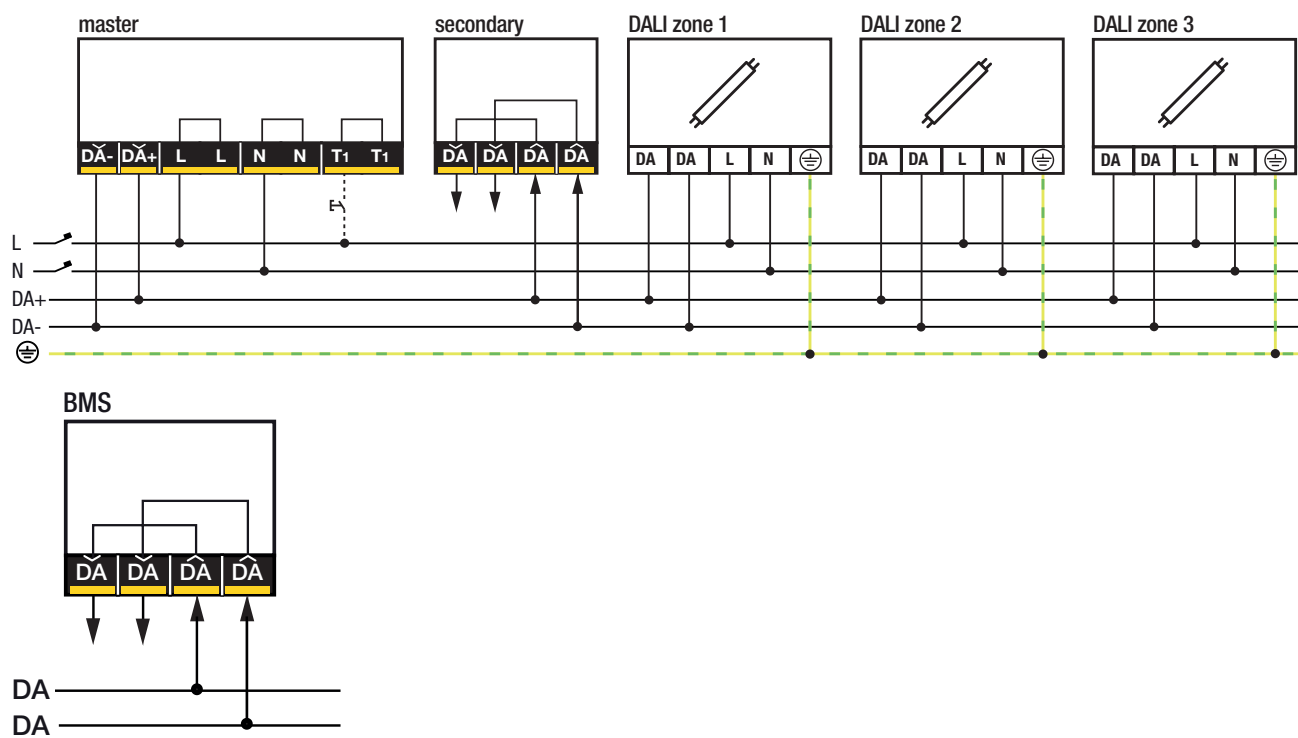 master secondary DALI zone 1 DALI zone 2 DALI zone 3
DA- DA+ L L N N T1 T1 DA DA DA DA DA DA L N DA DA L N DA DA L N
L
N
DA+
DA-
BMS
DA DA DA DA
DA
DA